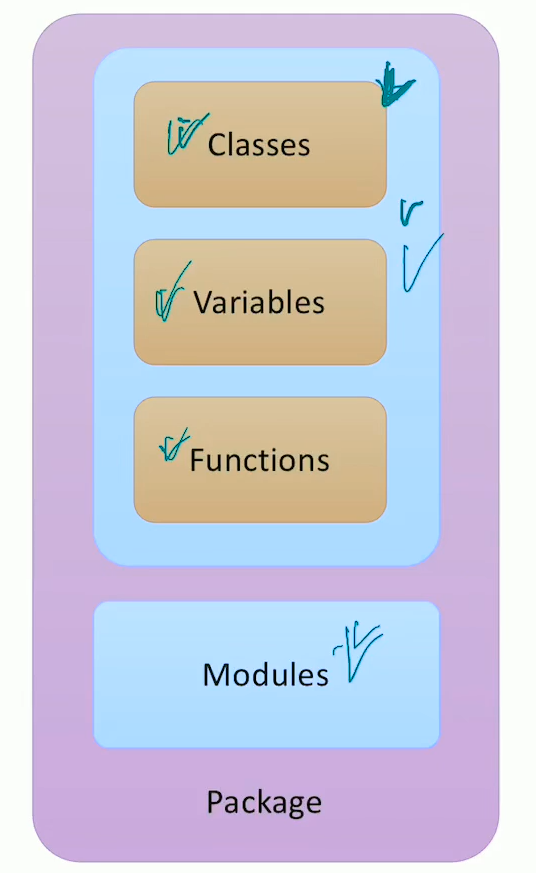 Classes
Variables
Functions
Modules
Package